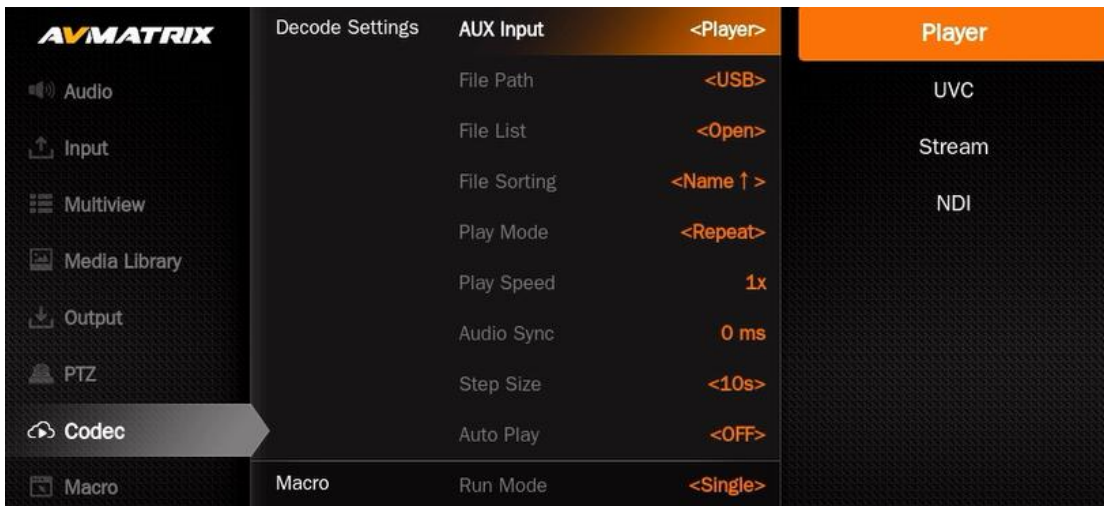 AVMATRIX
Audio
Input
Multiview
Media Library
Output
PTZ
Codec
Macro
Decode Settings
AUX Input <Player>
File Path <USB>
File List <Open>
File Sorting <Name ↑ >
Play Mode <Repeat>
Play Speed 1x
Audio Sync 0 ms
Step Size <10s>
Auto Play <OFF>
Macro Run Mode <Single>
Player
UVC
Stream
NDI